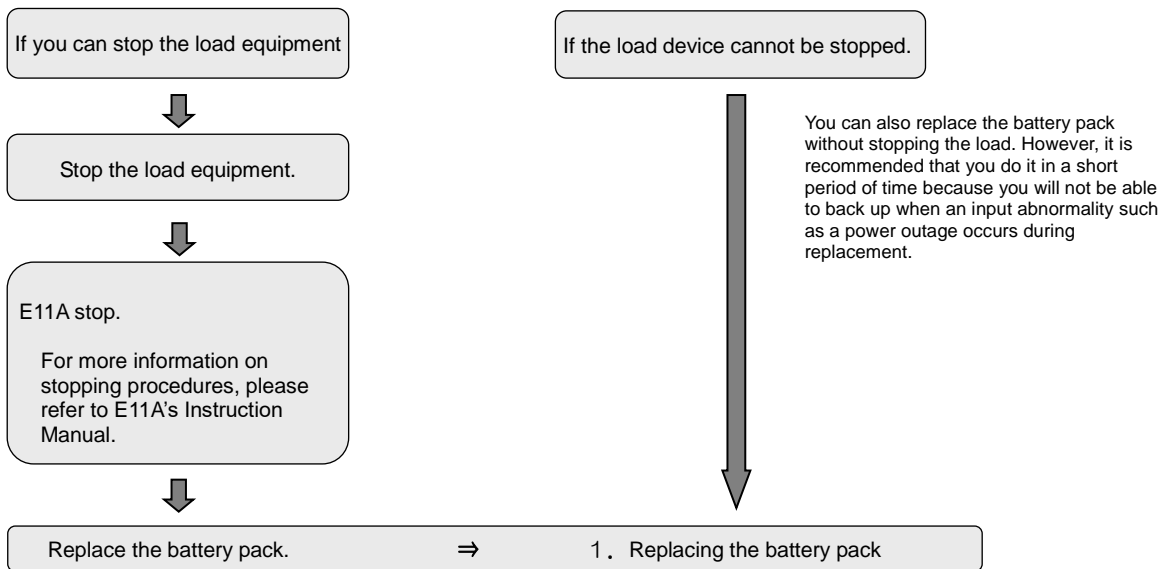 If you can stop the load equipment
Stop the load equipment.
E11A stop.
For more information on
stopping procedures, please
refer to E11A's Instruction
Manual.
If the load device cannot be stopped.
You can also replace the battery pack
without stopping the load. However, it is
recommended that you do it in a short
period of time because you will not be able
to back up when an input abnormality such
as a power outage occurs during
replacement.
Replace the battery pack. ⇒ １．Replacing the battery pack